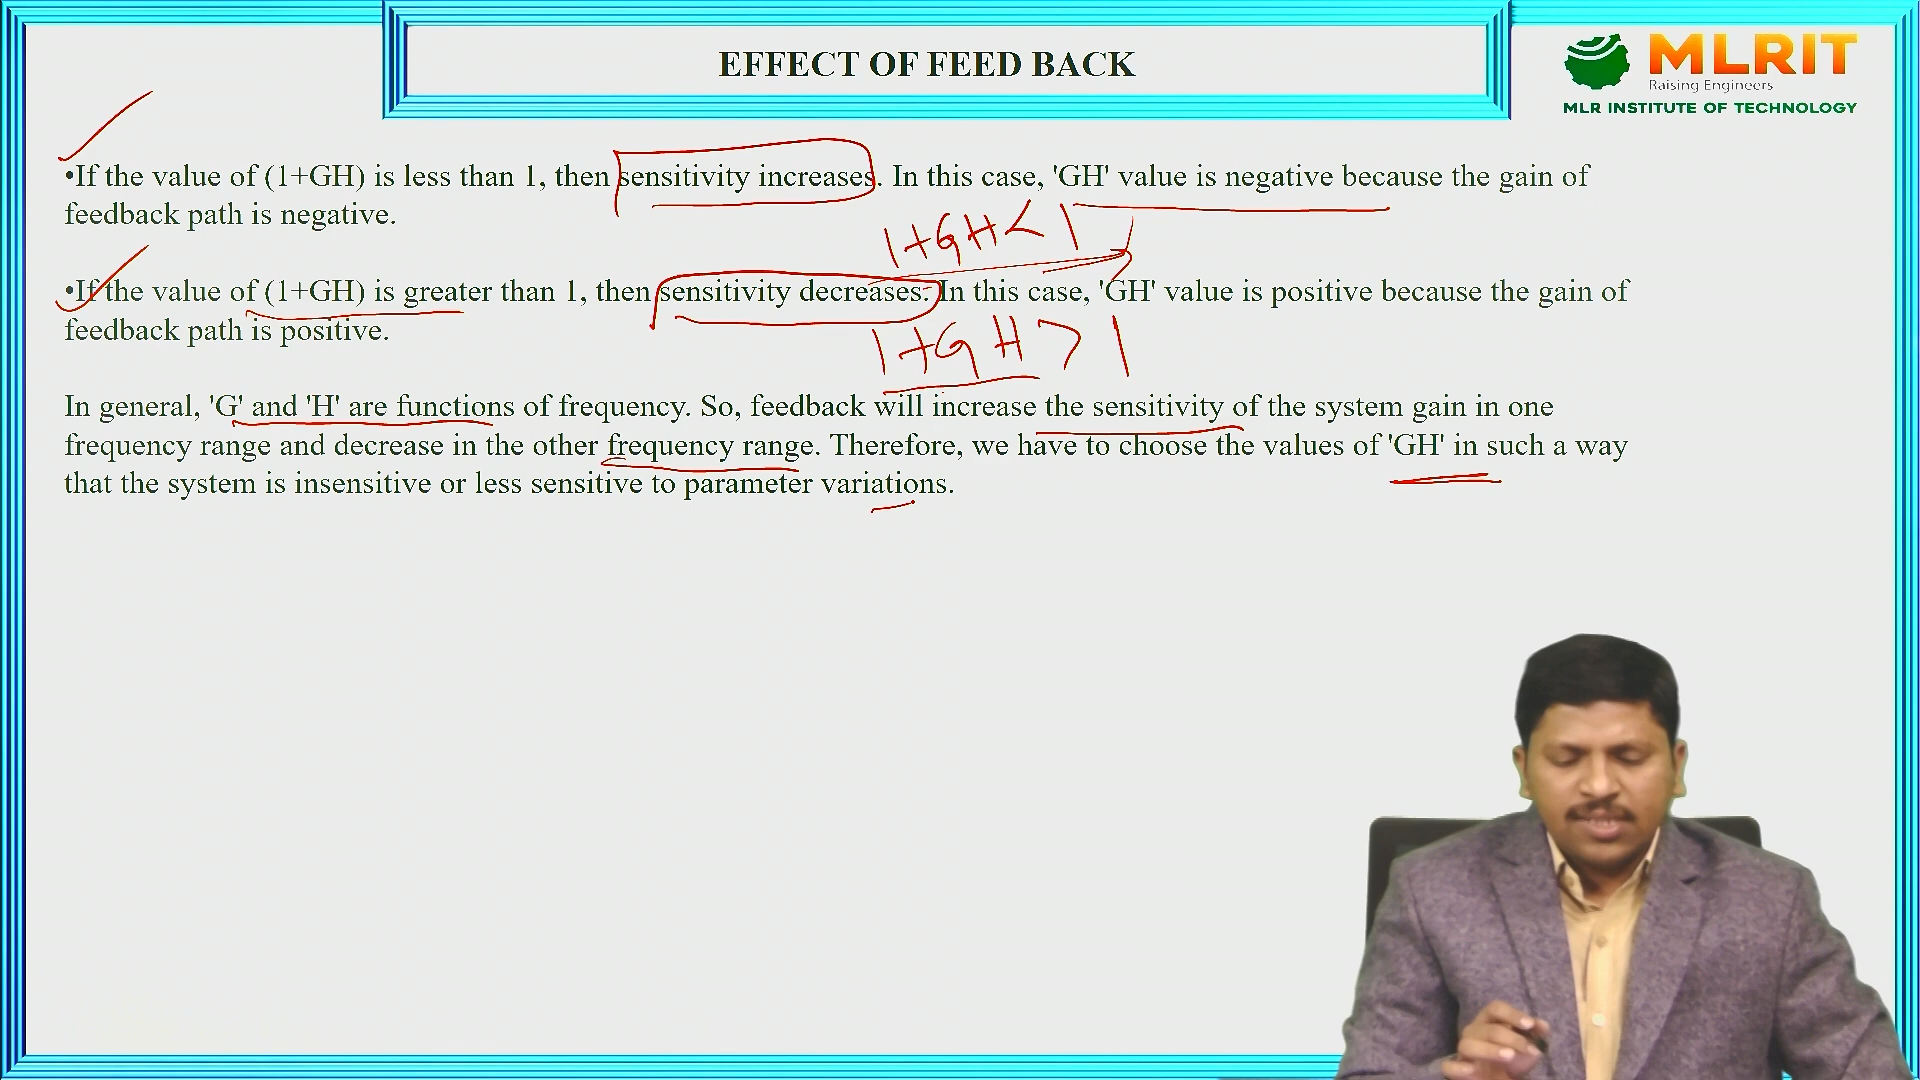 EFFECT OF FEED BACK
MLRIT
Raising Engineers
MLR INSTITUTE OF TECHNOLOGY
•If the value of (1+GH) is less than 1, then sensitivity increases. In this case, 'GH' value is negative because the gain of
feedback path is negative.
1+GH< 1
•If the value of (1+GH) is greater than 1, then sensitivity decreases. In this case, 'GH' value is positive because the gain of
feedback path is positive.
1+GH > 1
In general, 'G' and 'H' are functions of frequency. So, feedback will increase the sensitivity of the system gain in one
frequency range and decrease in the other frequency range. Therefore, we have to choose the values of 'GH' in such a way
that the system is insensitive or less sensitive to parameter variations.